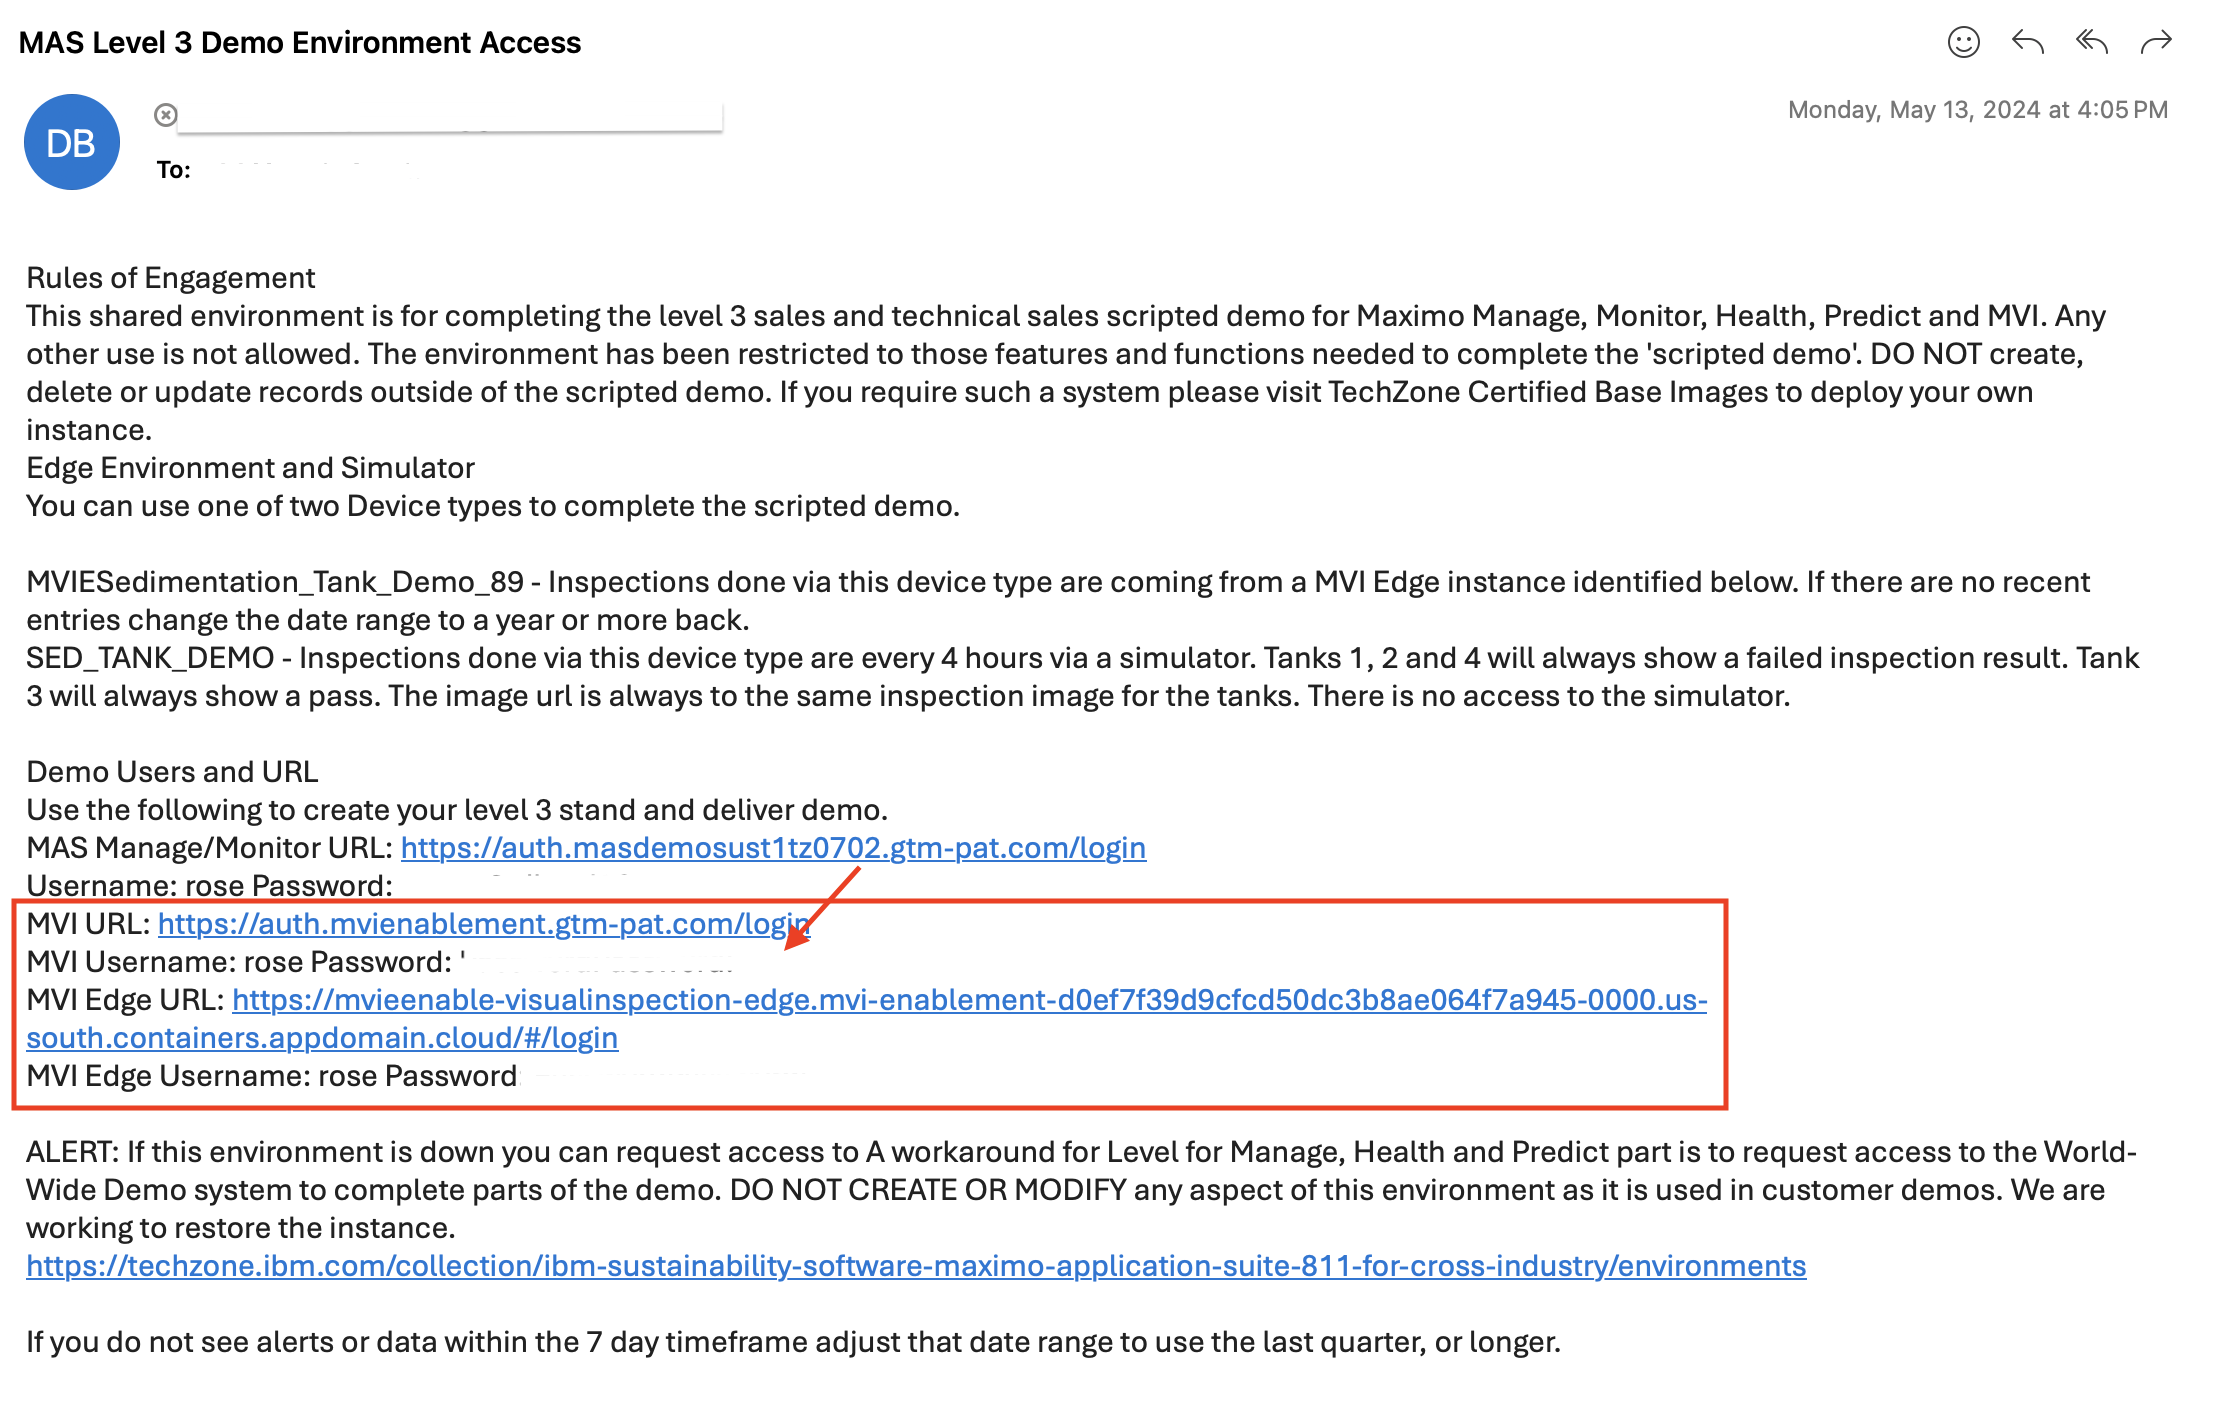 MAS Level 3 Demo Environment Access
DB
Monday, May 13, 2024 at 4:05 PM
To:
Rules of Engagement
This shared environment is for completing the level 3 sales and technical sales scripted demo for Maximo Manage, Monitor, Health, Predict and MVI. Any
other use is not allowed. The environment has been restricted to those features and functions needed to complete the 'scripted demo'. DO NOT create,
delete or update records outside of the scripted demo. If you require such a system please visit TechZone Certified Base Images to deploy your own
instance.
Edge Environment and Simulator
You can use one of two Device types to complete the scripted demo.
MVIESedimentation_Tank_Demo_89 - Inspections done via this device type are coming from a MVI Edge instance identified below. If there are no recent
entries change the date range to a year or more back.
SED_TANK_DEMO - Inspections done via this device type are every 4 hours via a simulator. Tanks 1, 2 and 4 will always show a failed inspection result. Tank
3 will always show a pass. The image url is always to the same inspection image for the tanks. There is no access to the simulator.
Demo Users and URL
Use the following to create your level 3 stand and deliver demo.
MAS Manage/Monitor URL: https://auth.masdemosust1tz0702.gtm-pat.com/login
Username: rose Password:
MVI URL: https://auth.mvienablement.gtm-pat.com/login
MVI Username: rose Password: '
MVI Edge URL: https://mvieenable-visualinspection-edge.mvi-enablement-d0ef7f39d9cfcd50dc3b8ae064f7a945-0000.us-
south.containers.appdomain.cloud/#/login
MVI Edge Username: rose Password:
ALERT: If this environment is down you can request access to A workaround for Level for Manage, Health and Predict part is to request access to the World-
Wide Demo system to complete parts of the demo. DO NOT CREATE OR MODIFY any aspect of this environment as it is used in customer demos. We are
working to restore the instance.
https://techzone.ibm.com/collection/ibm-sustainability-software-maximo-application-suite-811-for-cross-industry/environments
If you do not see alerts or data within the 7 day timeframe adjust that date range to use the last quarter, or longer.